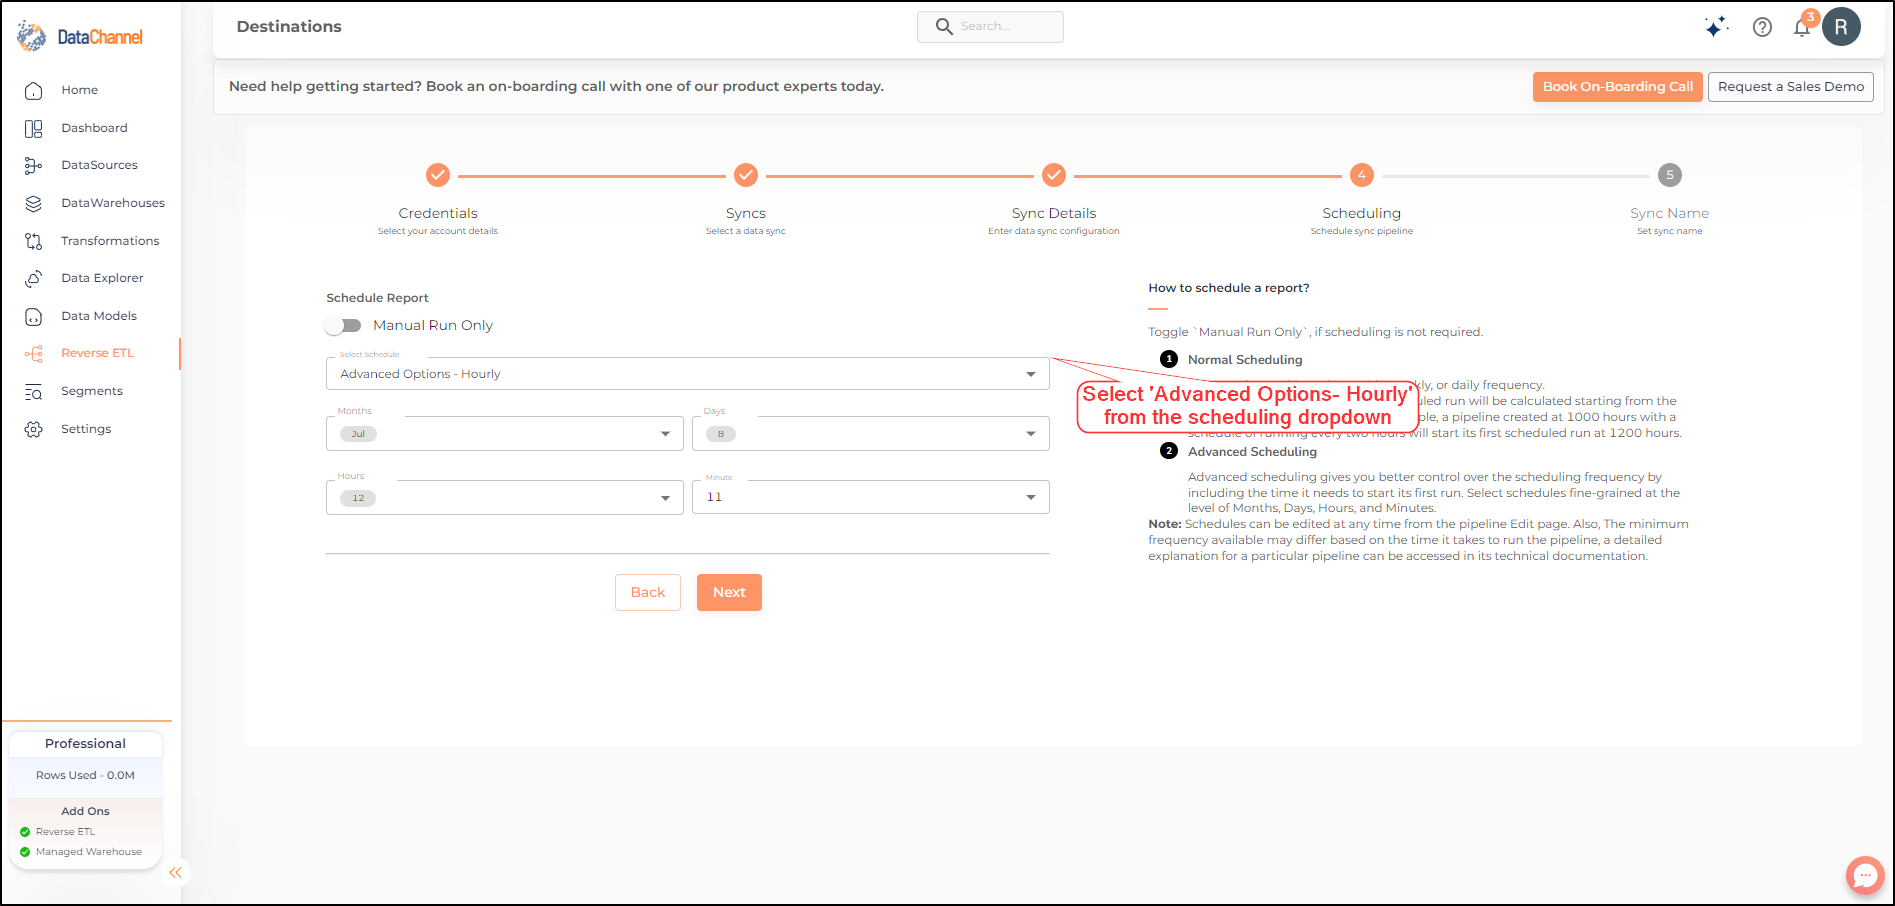 DataChannel
Destinations
Search...
3
R
Need help getting started? Book an on-boarding call with one of our product experts today.
Book On-Boarding Call
Request a Sales Demo
Home
Dashboard
DataSources
DataWarehouses
Transformations
Data Explorer
Data Models
Reverse ETL
Segments
Settings
4
5
Credentials
Select your account details
Syncs
Select a data sync
Sync Details
Enter data sync configuration
Scheduling
Schedule sync pipeline
Sync Name
Set sync name
Schedule Report
Manual Run Only
Select Schedule
Advanced Options - Hourly
Months
Jul
Days
8
Hours
12
Minute
11
Back
Next
Select 'Advanced Options- Hourly'
from the scheduling dropdown
How to schedule a report?
Toggle `Manual Run Only`, if scheduling is not required.
1
Normal Scheduling
or daily frequency.
run will be calculated starting from the
a pipeline created at 1000 hours with a
schedule of running every two hours will start its first scheduled run at 1200 hours.
2
Advanced Scheduling
Advanced scheduling gives you better control over the scheduling frequency by
including the time it needs to start its first run. Select schedules fine-grained at the
level of Months, Days, Hours, and Minutes.
Note: Schedules can be edited at any time from the pipeline Edit page. Also, The minimum
frequency available may differ based on the time it takes to run the pipeline, a detailed
explanation for a particular pipeline can be accessed in its technical documentation.
Professional
Rows Used - 0.0M
Add Ons
Reverse ETL
Managed Warehouse